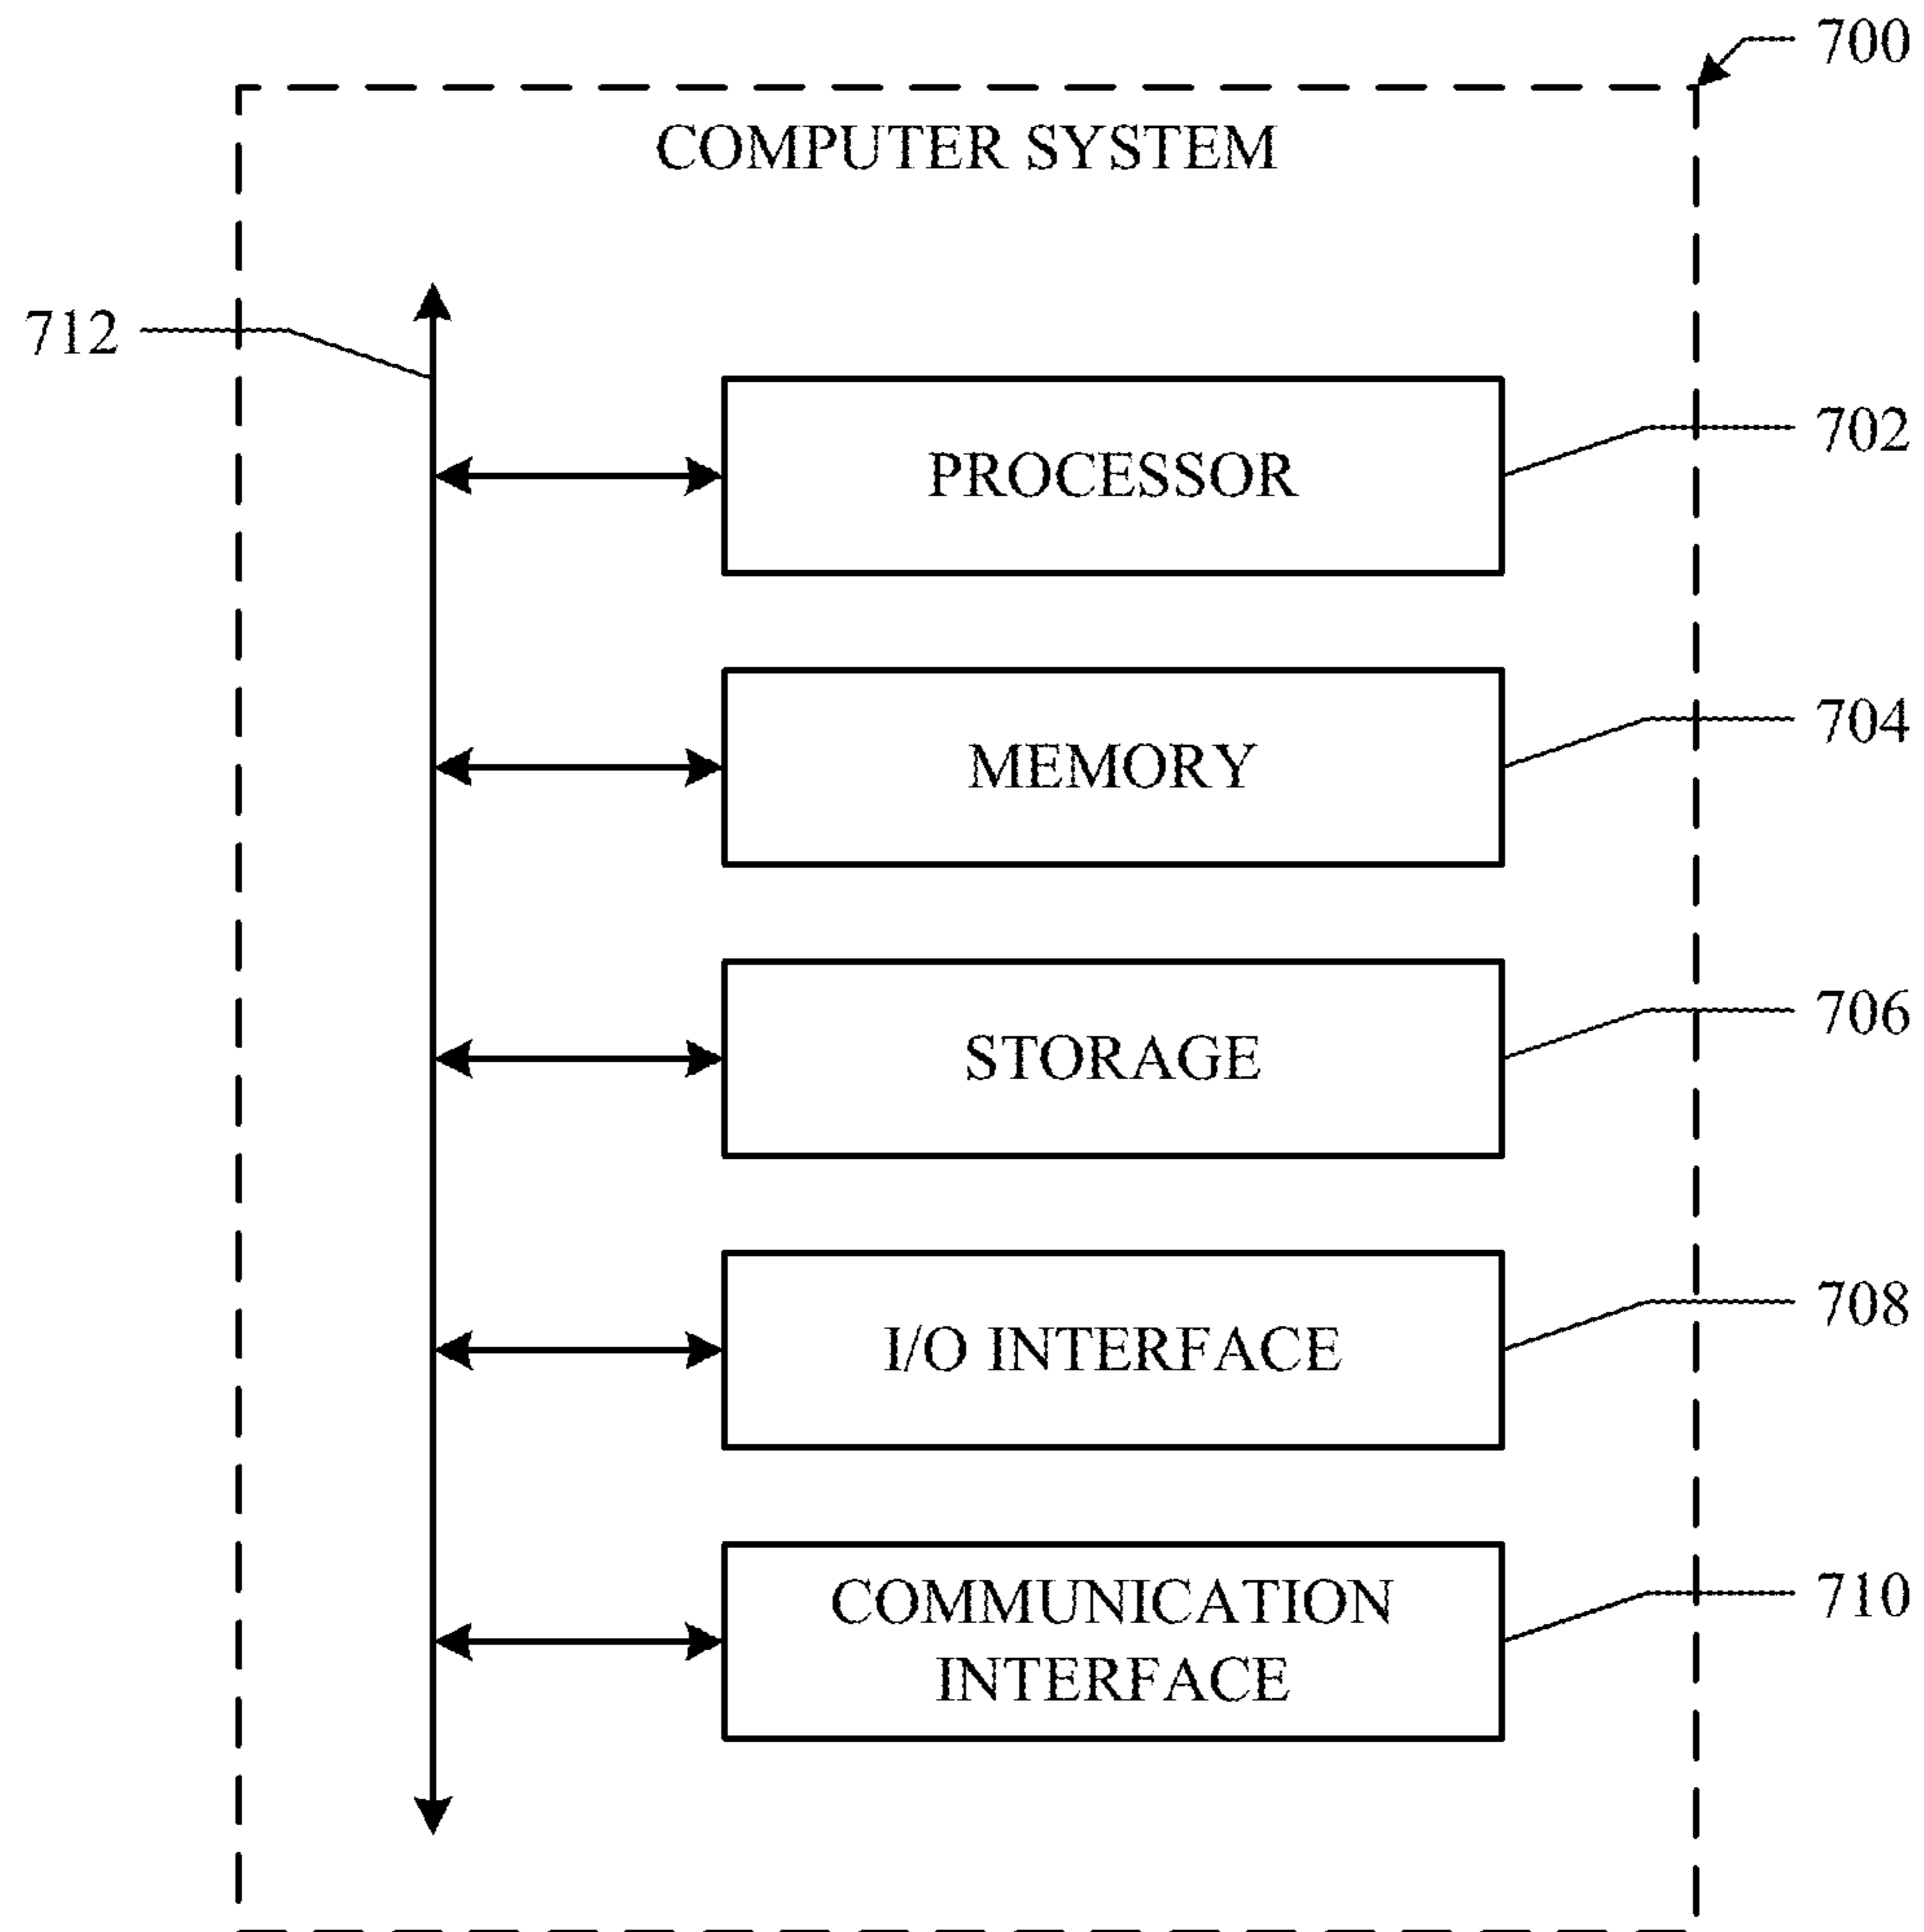 700
COMPUTER SYSTEM
712
702
PROCESSOR
704
MEMORY
706
STORAGE
708
I/O INTERFACE
710
COMMUNICATION
INTERFACE